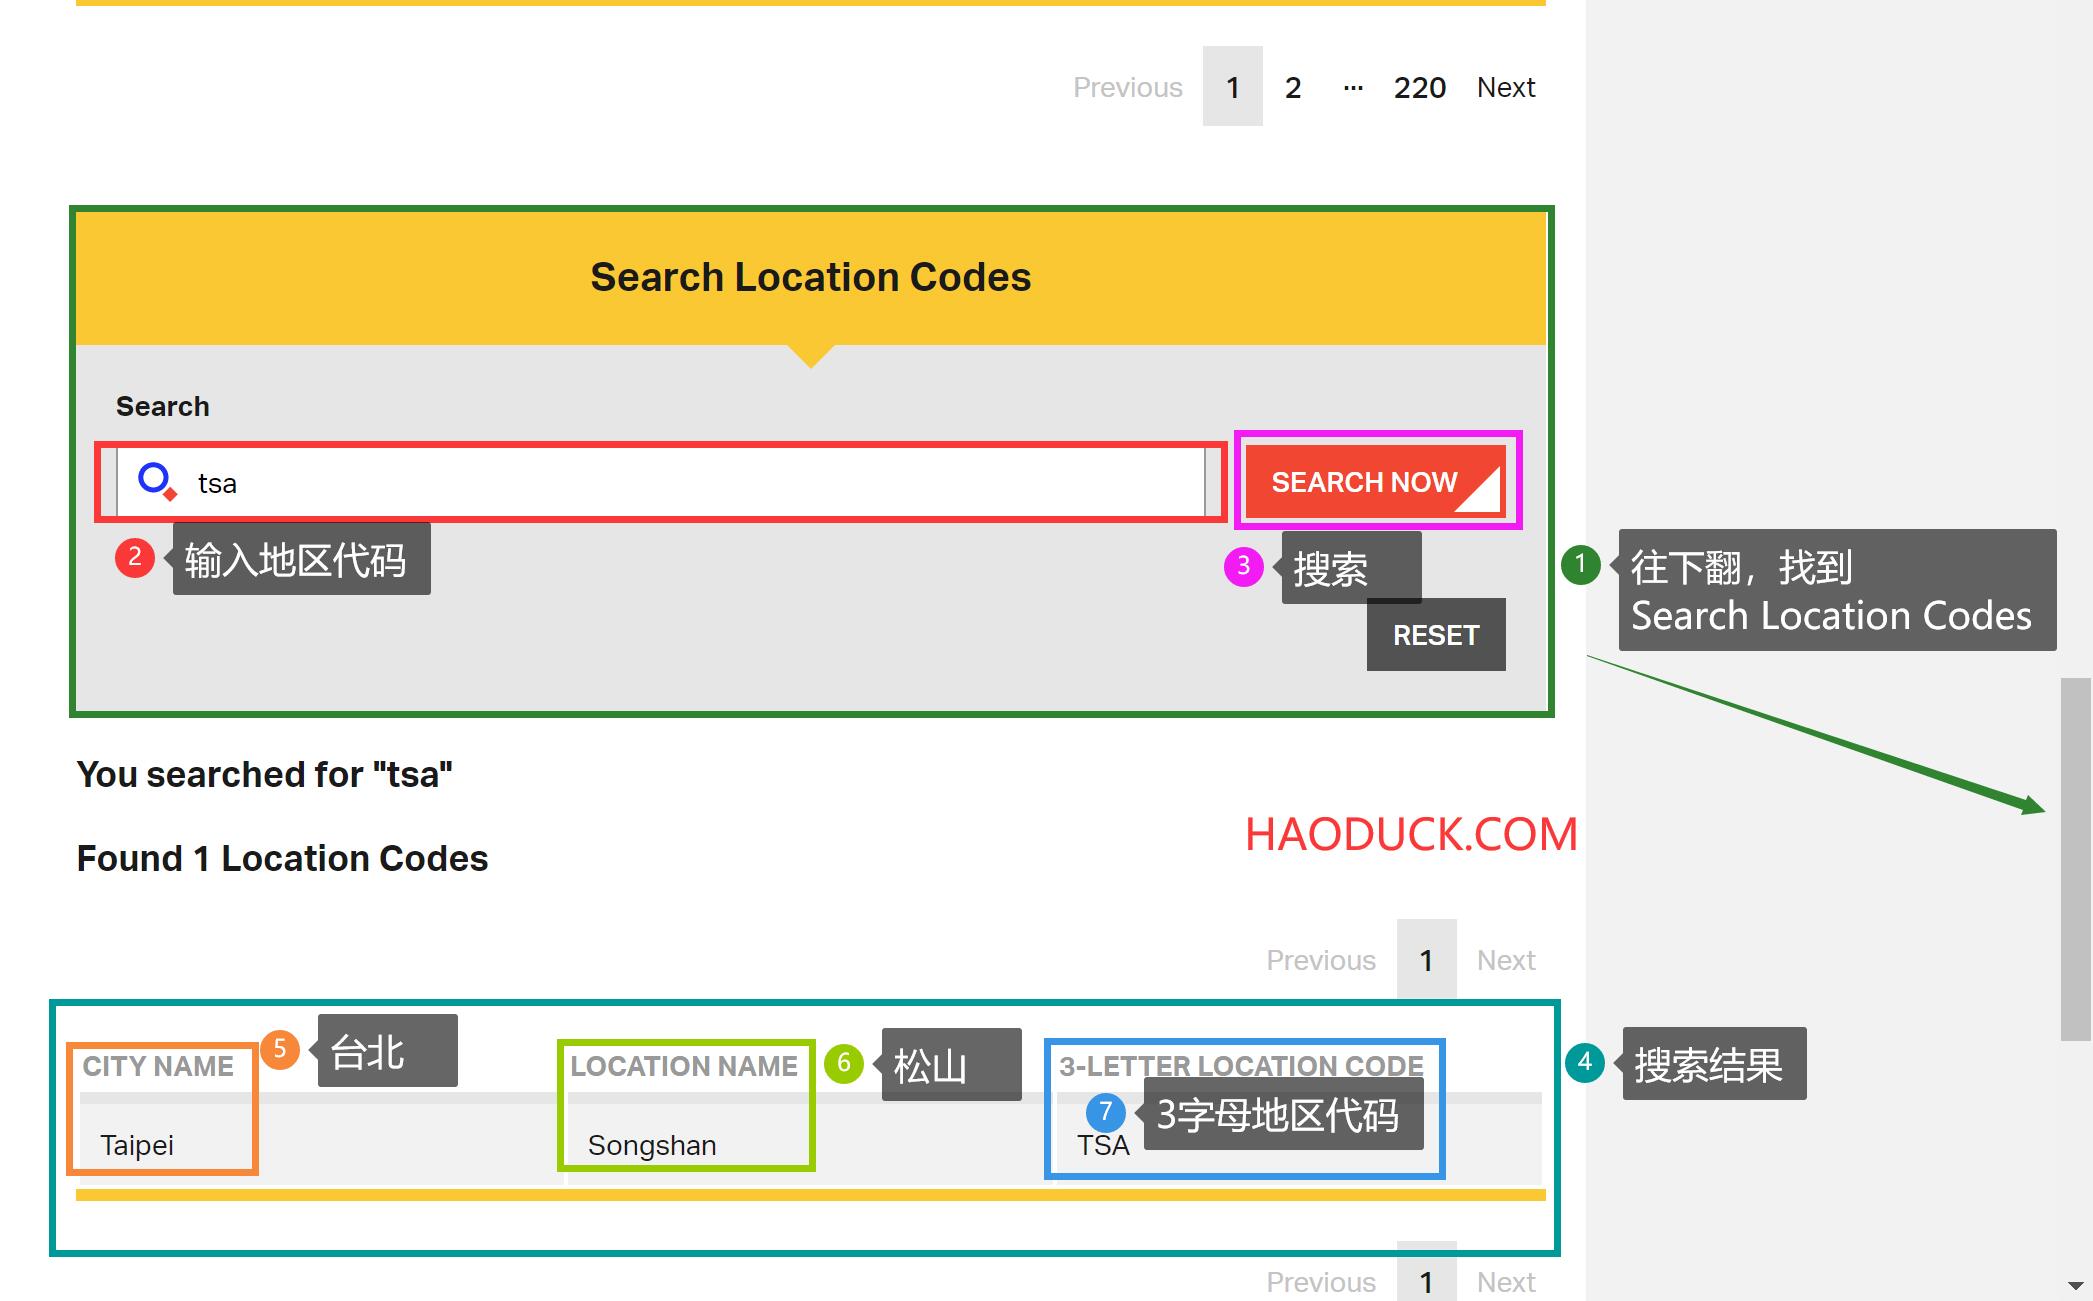 Previous 1 2 ... 220 Next
Search Location Codes
Search
tsa
SEARCH NOW
2 输入地区代码
3 搜索
1 往下翻，找到
Search Location Codes
RESET
You searched for "tsa"
HAODUCK.COM
Found 1 Location Codes
Previous 1 Next
CITY NAME
5 台北
LOCATION NAME
6 松山
3-LETTER LOCATION CODE
4 搜索结果
7 3字母地区代码
Taipei
Songshan
TSA
Previous 1 Next